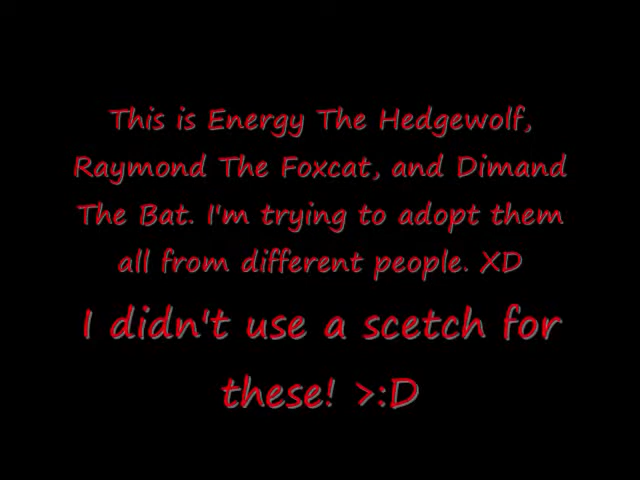 This is Energy The Hedgewolf,
Raymond The Foxcat, and Dimand
The Bat. I'm trying to adopt them
all from different people. XD
I didn't use a scetch for
these! >:D